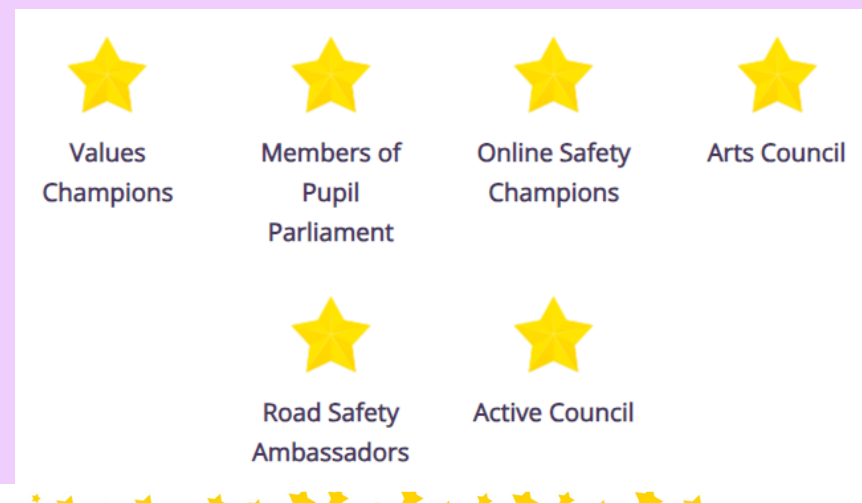 Values
Champions
Members of
Pupil
Parliament
Online Safety
Champions
Arts Council
Road Safety
Ambassadors
Active Council